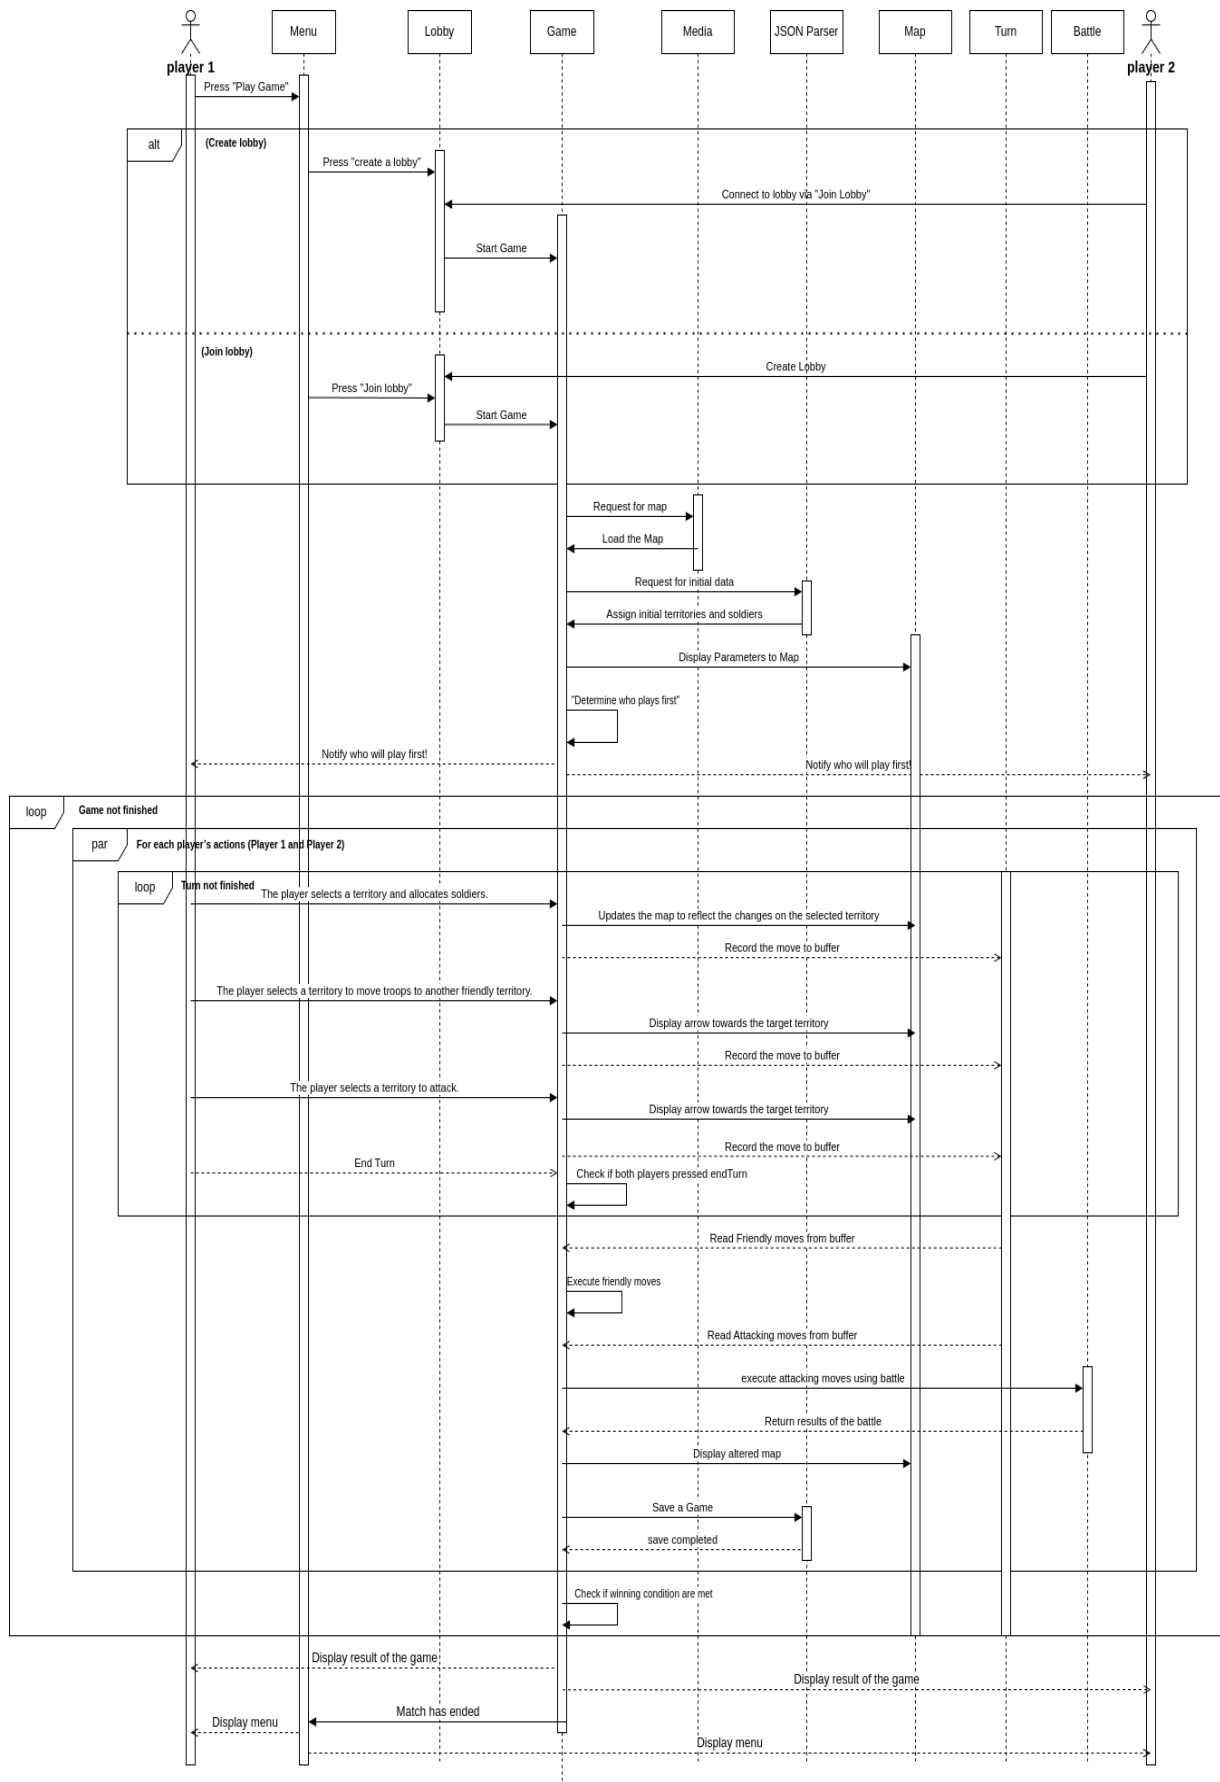 Menu
Lobby
Game
Media
JSON Parser
Map
Turn
Battle
player 1
player 2
Press "Play Game"
alt
(Create lobby)
Press "create a lobby"
Connect to lobby via "Join Lobby"
Start Game
(Join lobby)
Create Lobby
Press "Join lobby"
Start Game
Request for map
Load the Map
Request for initial data
Assign initial territories and soldiers
Display Parameters to Map
"Determine who plays first"
Notify who will play first!
Notify who will play first!
loop
Game not finished
par
For each player's actions (Player 1 and Player 2)
loop
Turn not finished
The player selects a territory and allocates soldiers.
Updates the map to reflect the changes on the selected territory
Record the move to buffer
The player selects a territory to move troops to another friendly territory.
Display arrow towards the target territory
Record the move to buffer
The player selects a territory to attack.
Display arrow towards the target territory
Record the move to buffer
End Turn
Check if both players pressed endTurn
Read Friendly moves from buffer
Execute friendly moves
Read Attacking moves from buffer
execute attacking moves using battle
Return results of the battle
Display altered map
Save a Game
save completed
Check if winning condition are met
Display result of the game
Display result of the game
Match has ended
Display menu
Display menu